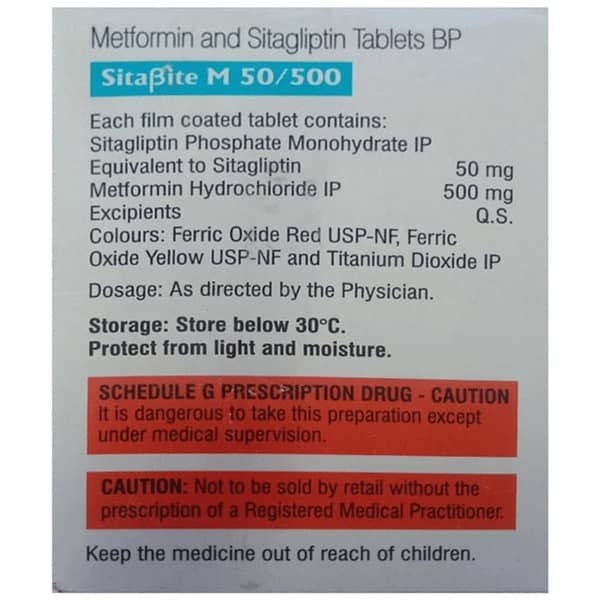 Metformin and Sitagliptin Tablets BP
Sitaβite M 50/500
Each film coated tablet contains:
Sitagliptin Phosphate Monohydrate IP
Equivalent to Sitagliptin 50 mg
Metformin Hydrochloride IP 500 mg
Excipients Q.S.
Colours: Ferric Oxide Red USP-NF, Ferric
Oxide Yellow USP-NF and Titanium Dioxide IP
Dosage: As directed by the Physician.
Storage: Store below 30°C.
Protect from light and moisture.
SCHEDULE G PRESCRIPTION DRUG - CAUTION
It is dangerous to take this preparation except
under medical supervision.
CAUTION: Not to be sold by retail without the
prescription of a Registered Medical Practitioner.
Keep the medicine out of reach of children.